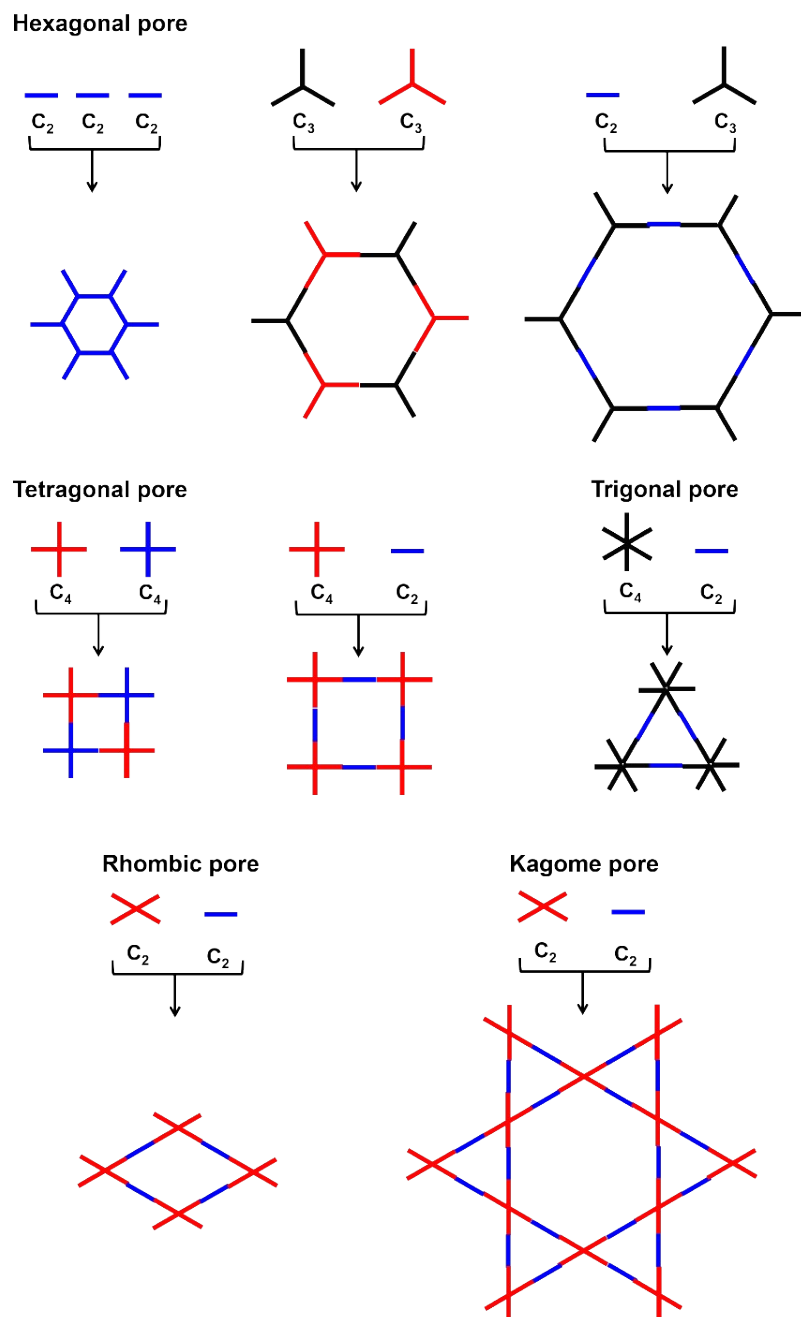 Hexagonal pore
C2 C2 C2
C3 C3
C2 C3
Tetragonal pore
C4 C4
C4 C2
Trigonal pore
C4 C2
Rhombic pore
C2 C2
Kagome pore
C2 C2